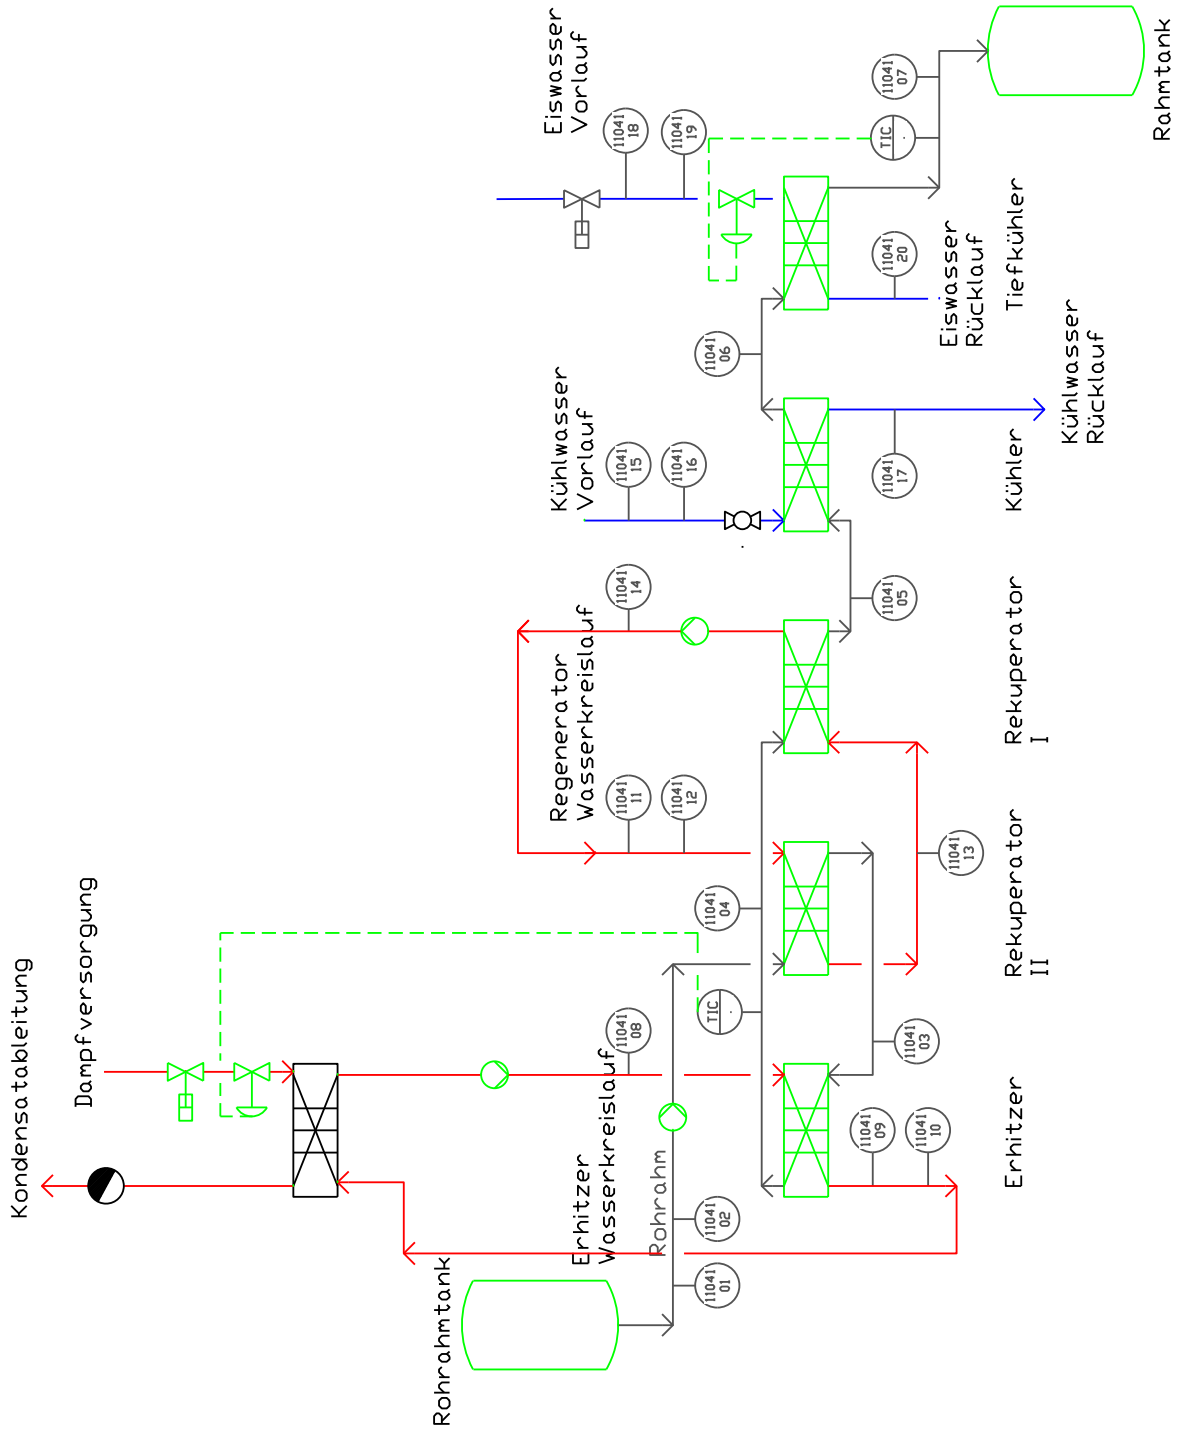 Kondensatableitung
Dampfversorgung
Rohrahmtank
Erhitzer
Wasserkreislauf
Regenerator
Wasserkreislauf
Kühlwasser
Vorlauf
Eiswasser
Vorlauf
11041
08
11041
11
11041
14
11041
15
11041
18
Rohrahm
11041
12
11041
16
11041
19
11041
01
11041
02
TIC
11041
04
11041
06
11041
09
11041
05
11041
17
11041
20
TIC
11041
07
11041
10
11041
03
11041
13
Eiswasser
Rücklauf
Erhitzer
Rekuperator
II
Rekuperator
I
Kühler
Tiefkühler
Kühlwasser
Rücklauf
Rahmtank